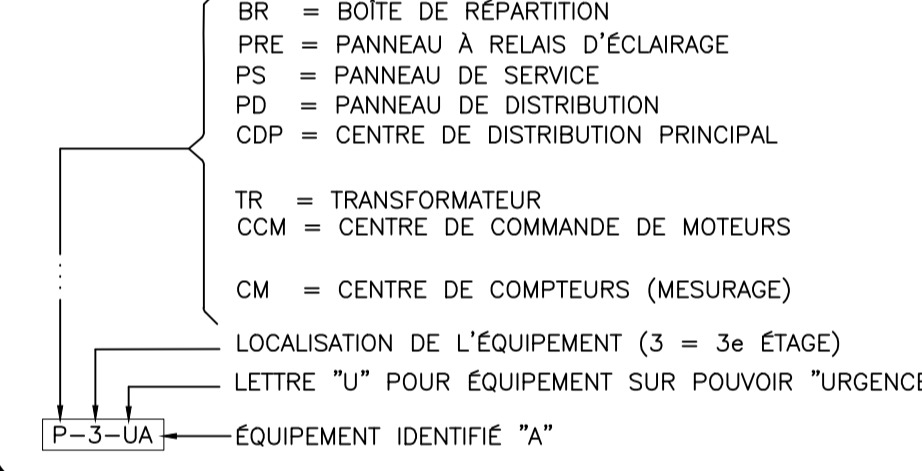 BR = BOÎTE DE RÉPARTITION
PRE = PANNEAU À RELAIS D'ÉCLAIRAGE
PS = PANNEAU DE SERVICE
PD = PANNEAU DE DISTRIBUTION
CDP = CENTRE DE DISTRIBUTION PRINCIPAL
TR = TRANSFORMATEUR
CCM = CENTRE DE COMMANDE DE MOTEURS
CM = CENTRE DE COMPTEURS (MESURAGE)
LOCALISATION DE L'ÉQUIPEMENT (3 = 3e ÉTAGE)
LETTRE "U" POUR ÉQUIPEMENT SUR POUVOIR "URGENCE
P-3-UA ÉQUIPEMENT IDENTIFIÉ "A"